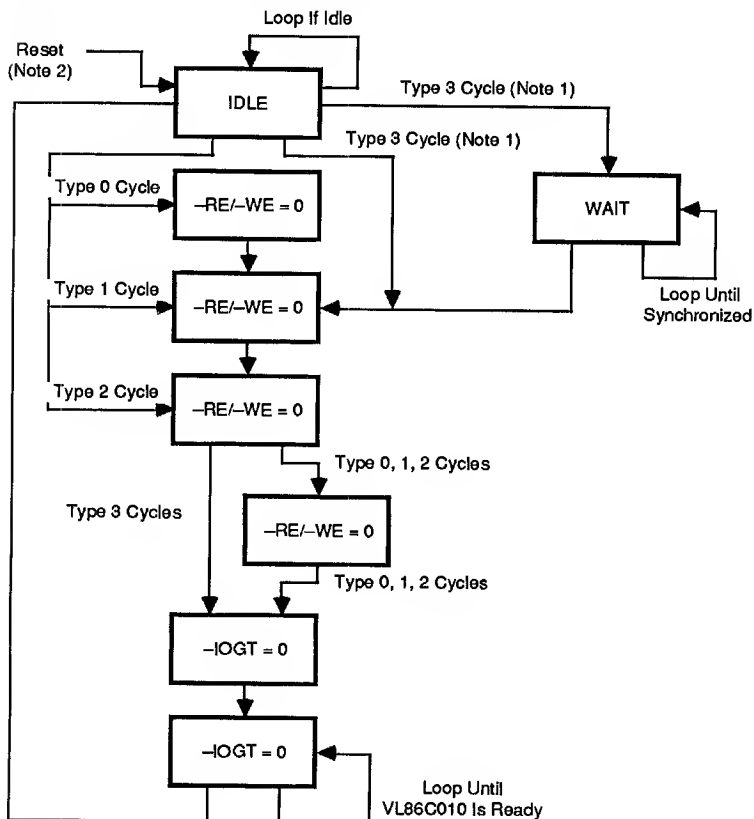 Loop If Idle
Reset
(Note 2)
IDLE
Type 3 Cycle (Note 1)
Type 3 Cycle (Note 1)
Type 0 Cycle
–RE/–WE = 0
WAIT
Type 1 Cycle
–RE/–WE = 0
Loop Until
Synchronized
Type 2 Cycle
–RE/–WE = 0
Type 0, 1, 2 Cycles
Type 3 Cycles
–RE/–WE = 0
Type 0, 1, 2 Cycles
–IOGT = 0
–IOGT = 0
Loop Until
VL86C010 Is Ready